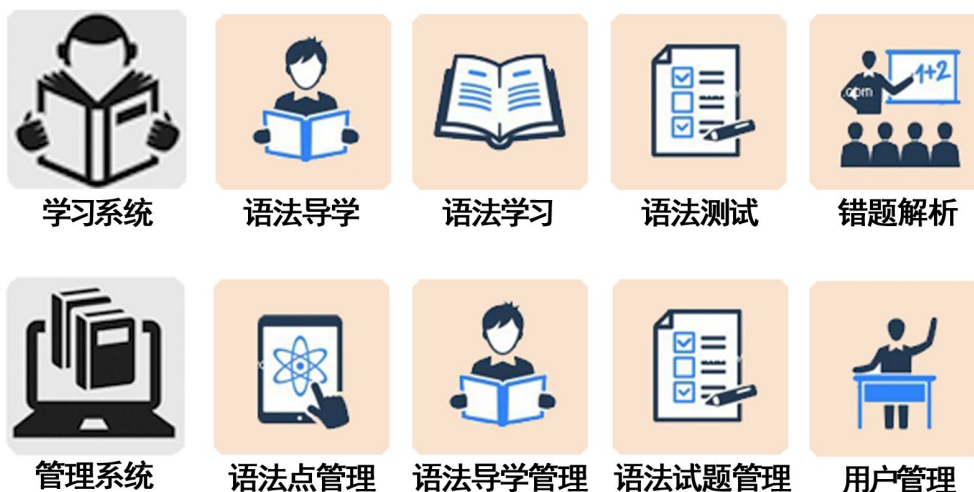 学习系统
语法导学
语法学习
语法测试
1+2
.com
错题解析
管理系统
语法点管理
语法导学管理
语法试题管理
用户管理